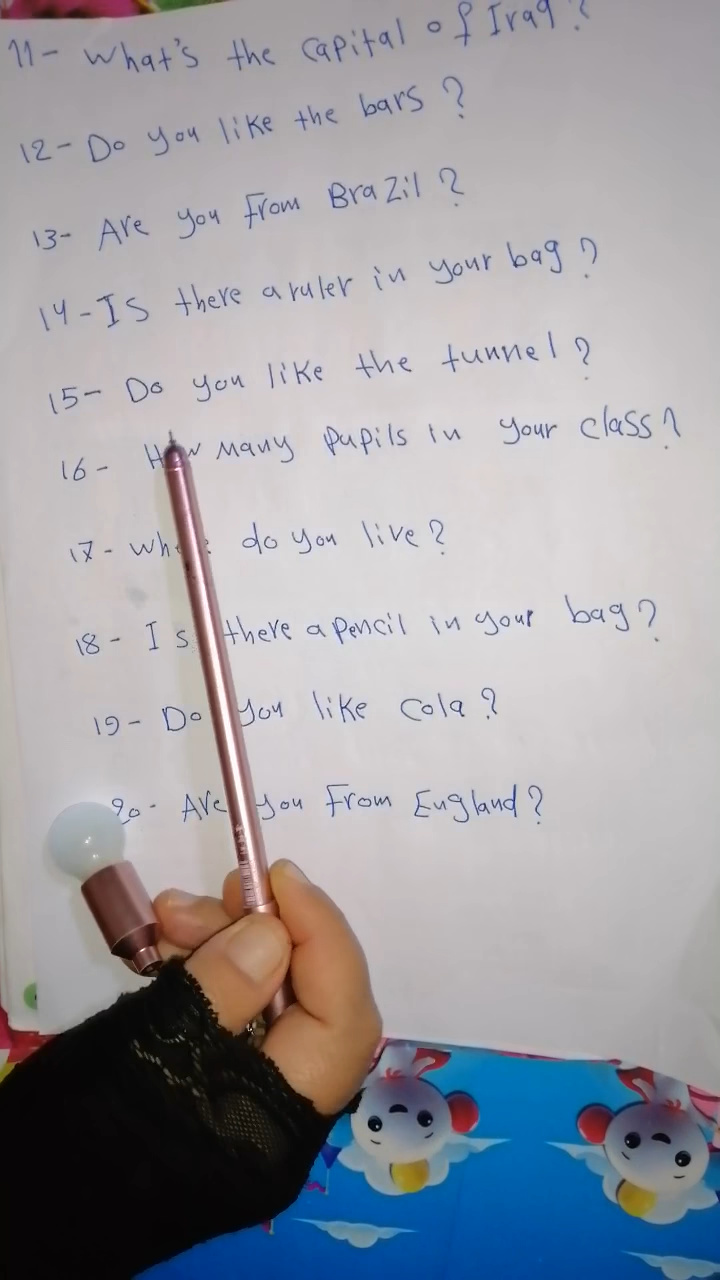 11- What's the capital of Iraq?
12- Do you like the bars?
13- Are you From Brazil?
14- Is there a ruler in your bag?
15- Do you like the tunnel?
16- How many pupils in your class?
17- do you live?
18- Is there a pencil in your bag?
19- Do you like cola?
20- Are you From England?